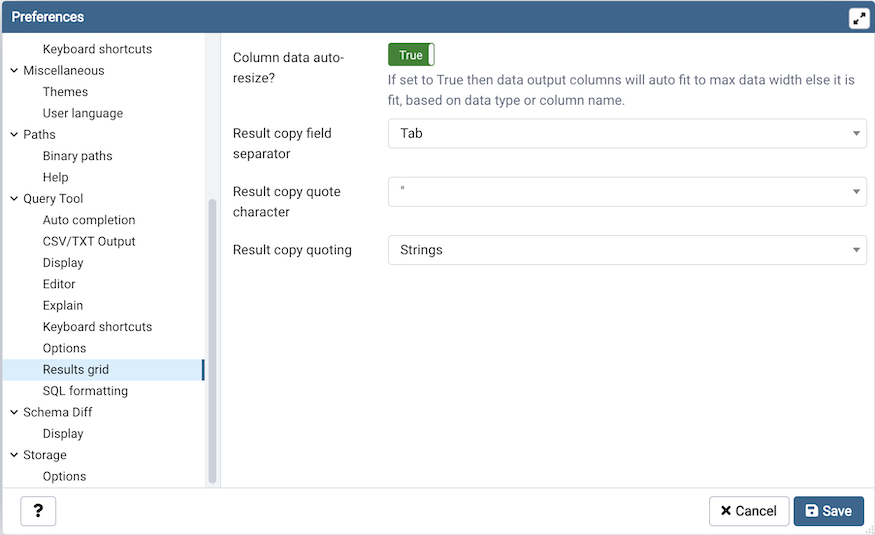 Preferences
Keyboard shortcuts
Miscellaneous
Themes
User language
Paths
Binary paths
Help
Query Tool
Auto completion
CSV/TXT Output
Display
Editor
Explain
Keyboard shortcuts
Options
Results grid
SQL formatting
Schema Diff
Display
Storage
Options
Column data auto-
resize?
True
If set to True then data output columns will auto fit to max data width else it is
fit, based on data type or column name.
Result copy field
separator
Tab
Result copy quote
character
"
Result copy quoting
Strings
?
Cancel
Save